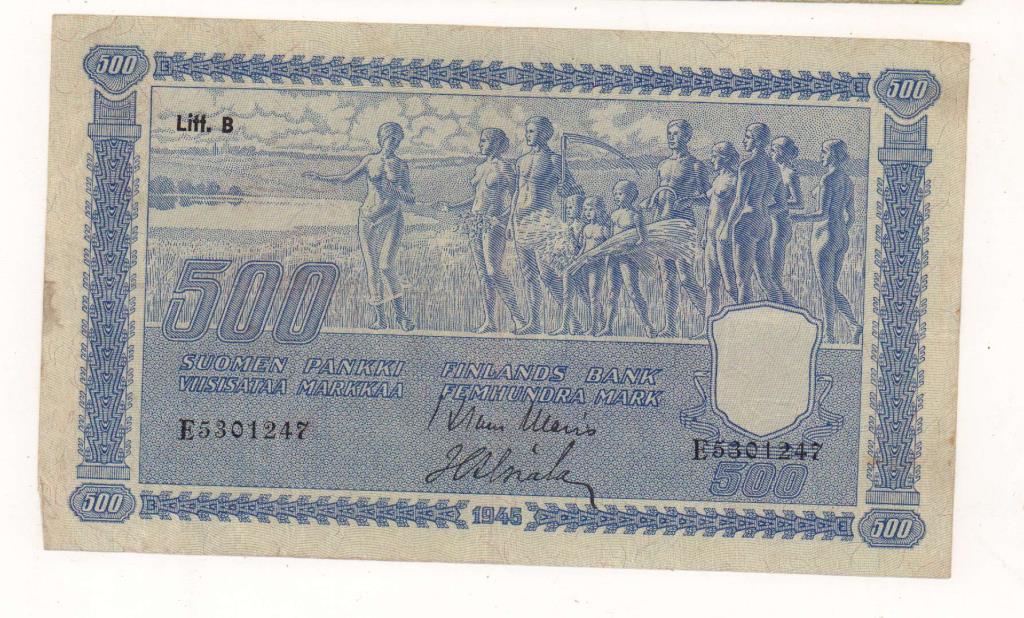 500 500
Litt. B
500
SUOMEN PANKKI FINLANDS BANK
VIISISATAA MARKKAA FEMHUNDRA MARK
E5301247
E5301247
500
500 1945 500